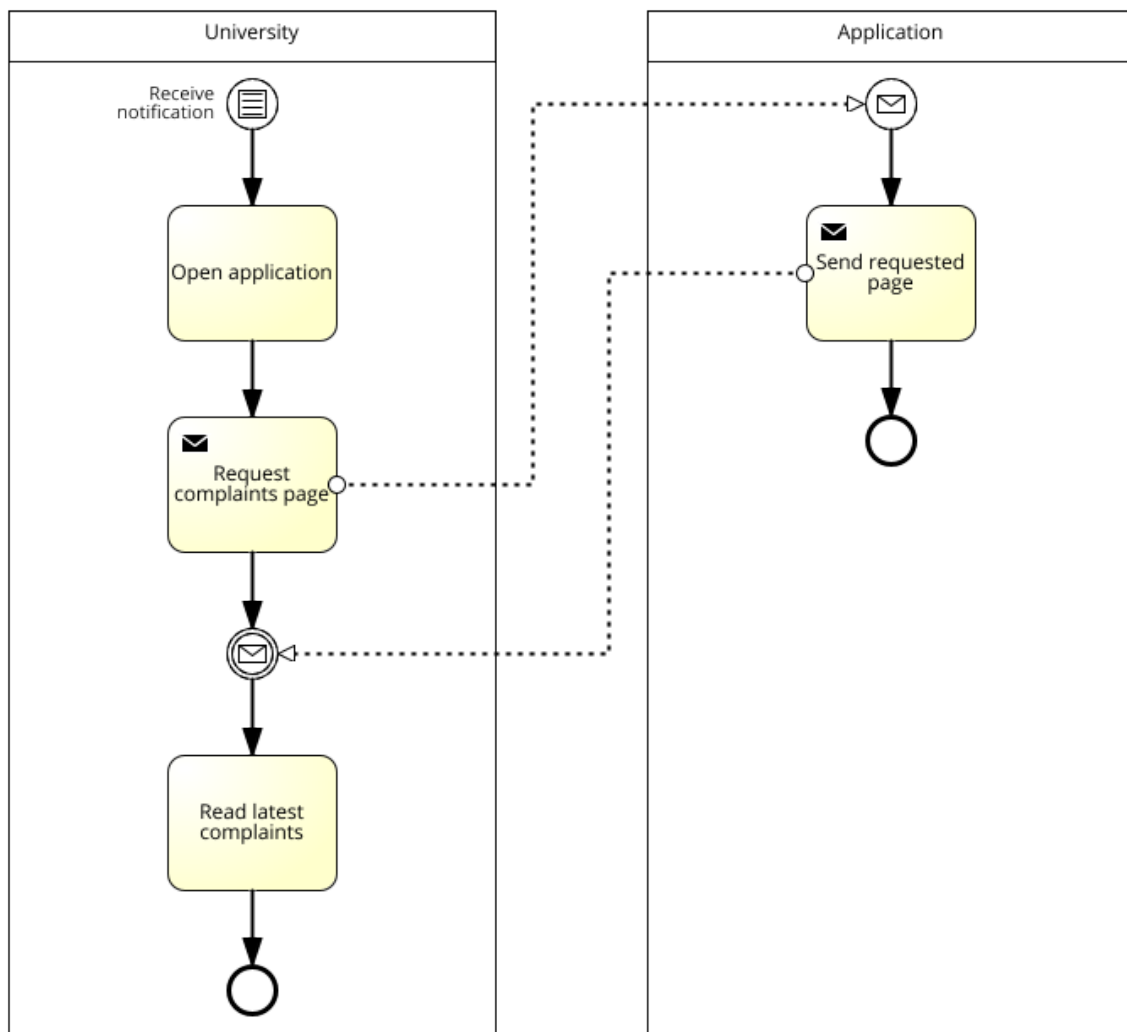 University
Application
Receive
notification
Open application
Send requested
page
Request
complaints page
Read latest
complaints